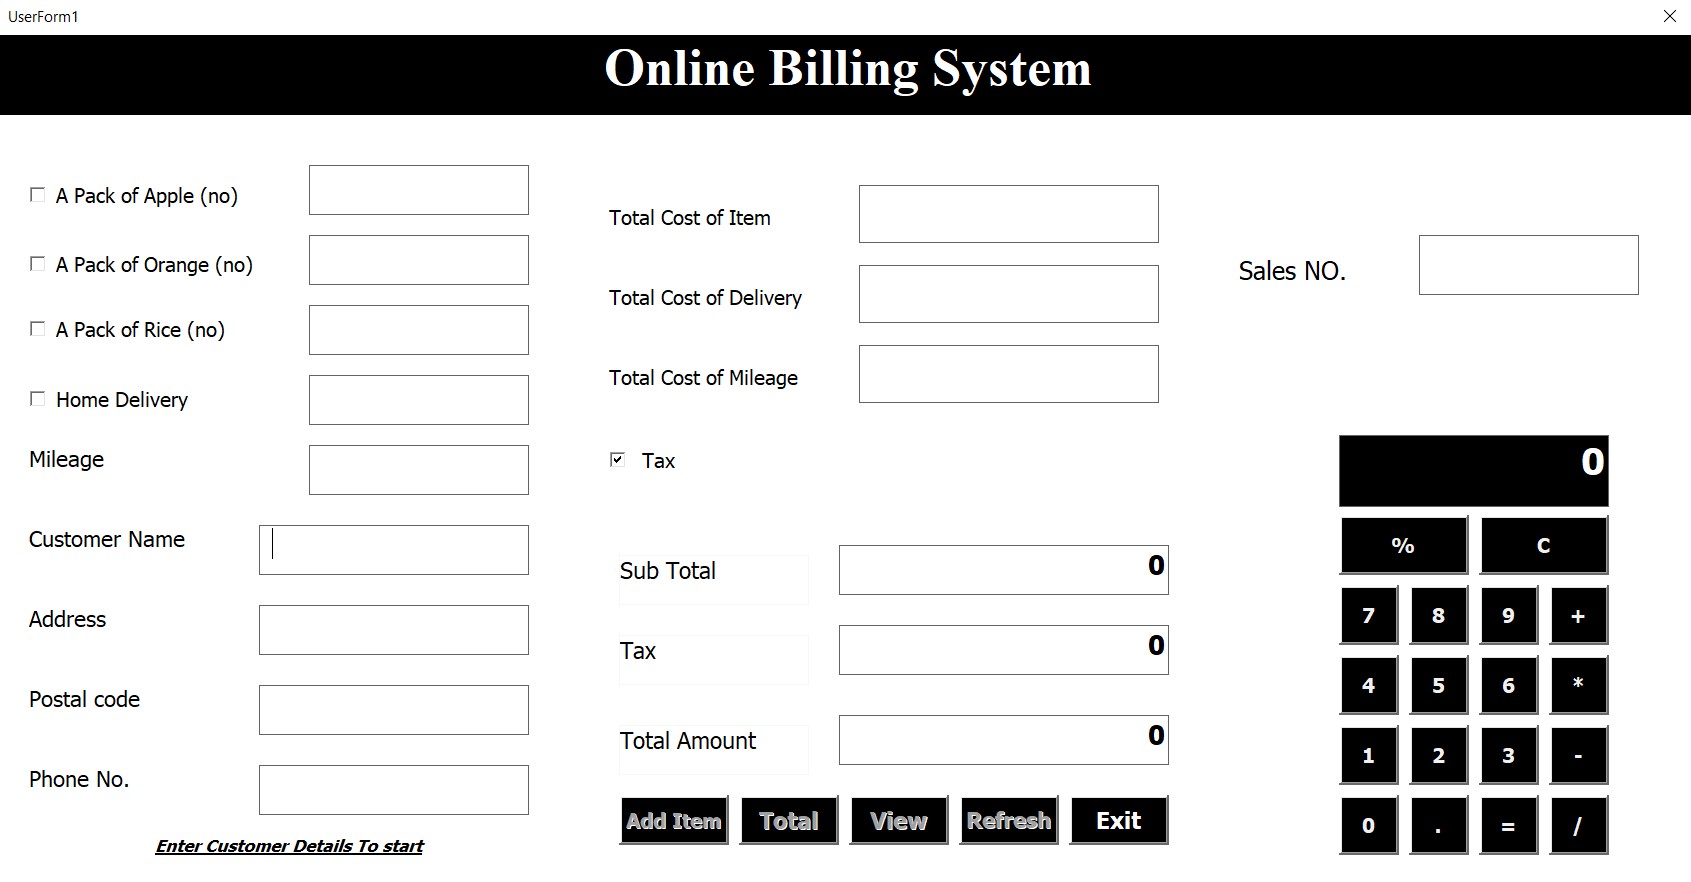 UserForm1
Online Billing System
A Pack of Apple (no)
A Pack of Orange (no)
A Pack of Rice (no)
Home Delivery
Mileage
Customer Name
Address
Postal code
Phone No.
Enter Customer Details To start
Total Cost of Item
Total Cost of Delivery
Total Cost of Mileage
Tax
Sub Total 0
Tax 0
Total Amount 0
Add Item Total View Refresh Exit
Sales NO.
0
% C
7 8 9 +
4 5 6 *
1 2 3 -
0 . = /